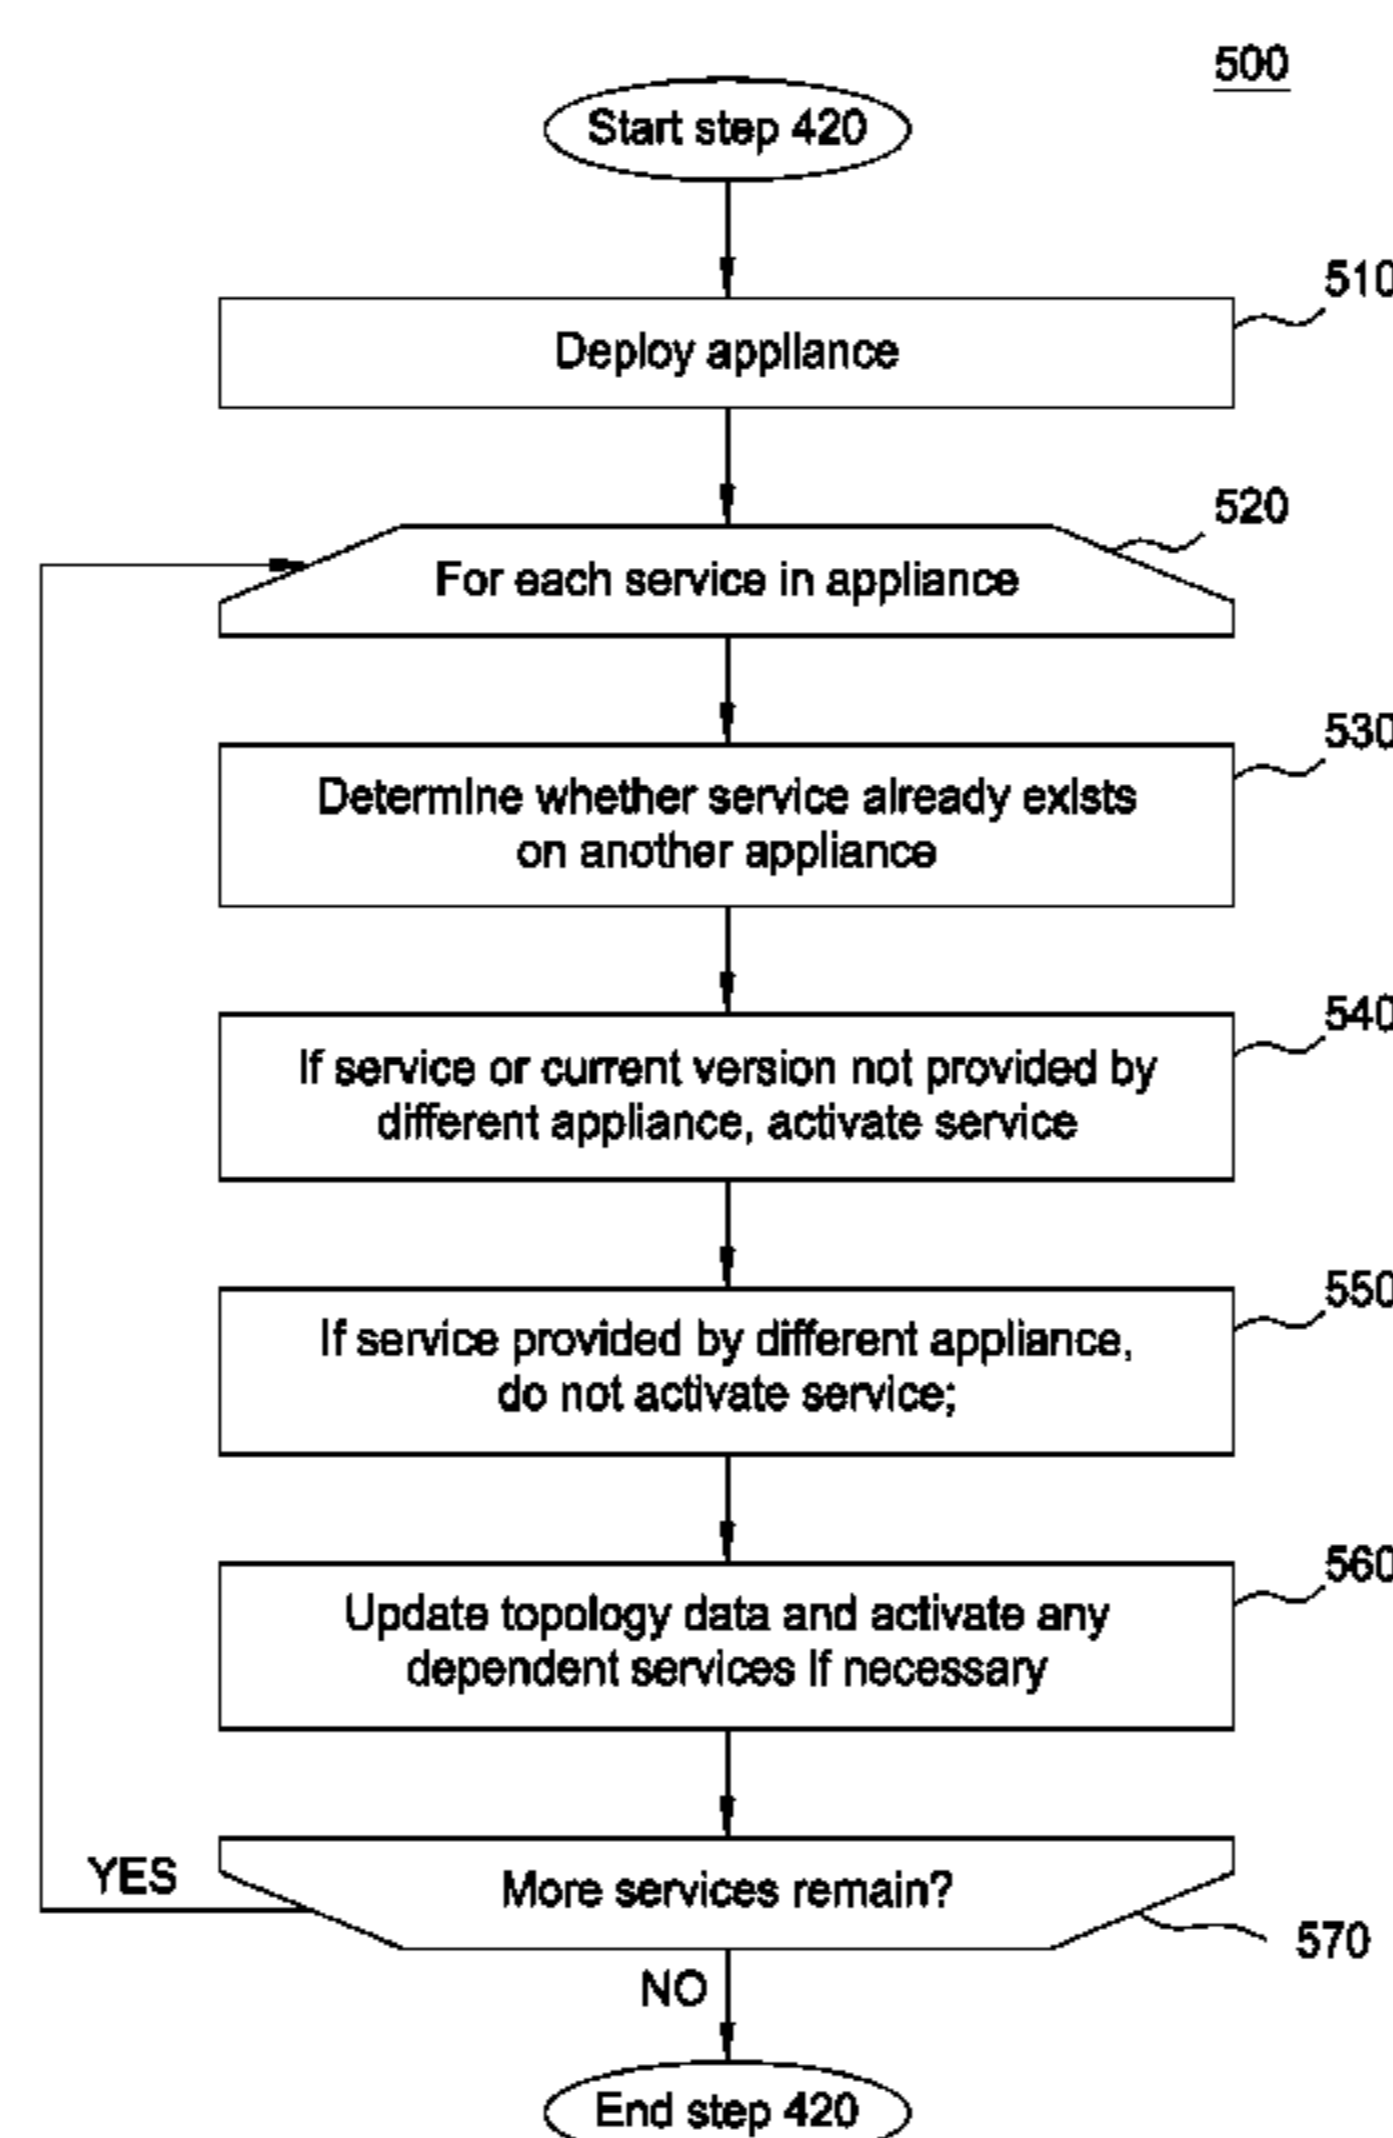 500
Start step 420
510
Deploy appliance
520
For each service in appliance
530
Determine whether service already exists
on another appliance
540
If service or current version not provided by
different appliance, activate service
550
If service provided by different appliance,
do not activate service;
560
Update topology data and activate any
dependent services if necessary
YES
More services remain?
570
NO
End step 420